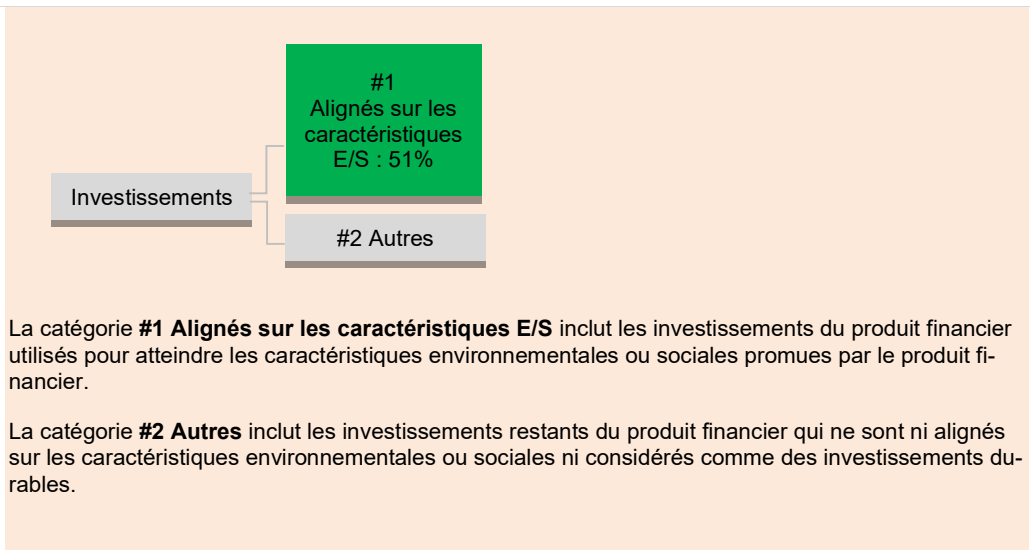 #1
Alignés sur les
caractéristiques
E/S : 51%
Investissements
#2 Autres
La catégorie #1 Alignés sur les caractéristiques E/S inclut les investissements du produit financier
utilisés pour atteindre les caractéristiques environnementales ou sociales promues par le produit fi-
nancier.
La catégorie #2 Autres inclut les investissements restants du produit financier qui ne sont ni alignés
sur les caractéristiques environnementales ou sociales ni considérés comme des investissements du-
rables.